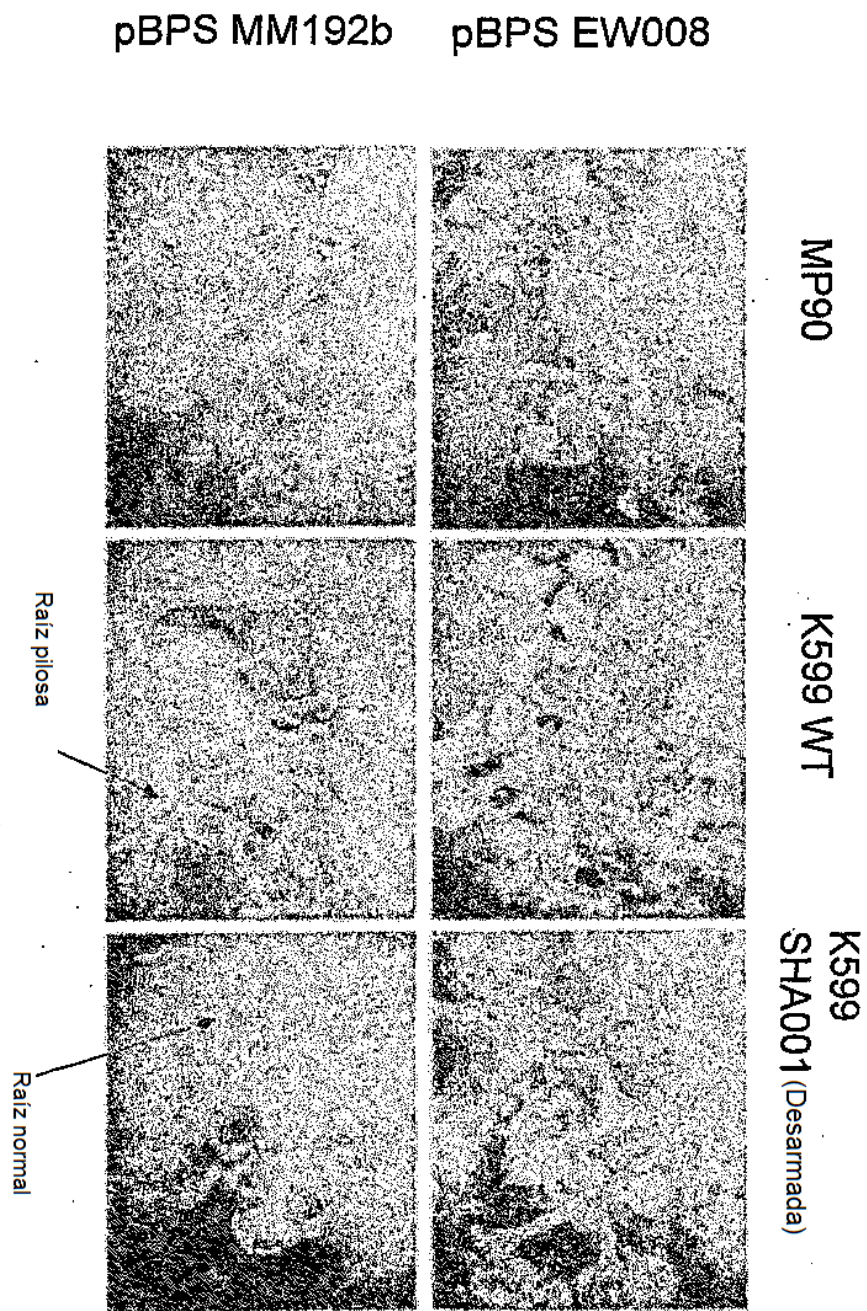 pBPS MM192b
pBPS EW008
MP90
K599 WT
K599
SHA001 (Desarmada)
Raíz pilosa
Raíz normal